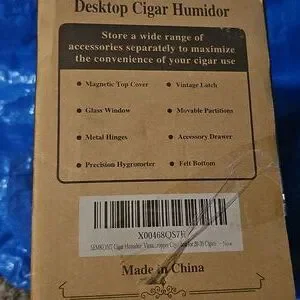 Desktop Cigar Humidor
Store a wide range of
accessories separately to maximize
the convenience of your cigar use
• Magnetic Top Cover
• Vintage Latch
• Glass Window
• Movable Partitions
• Metal Hinges
• Accessory Drawer
• Precision Hygrometer
• Felt Bottom
X00468QS7F
Cigar Humidor
Made in China